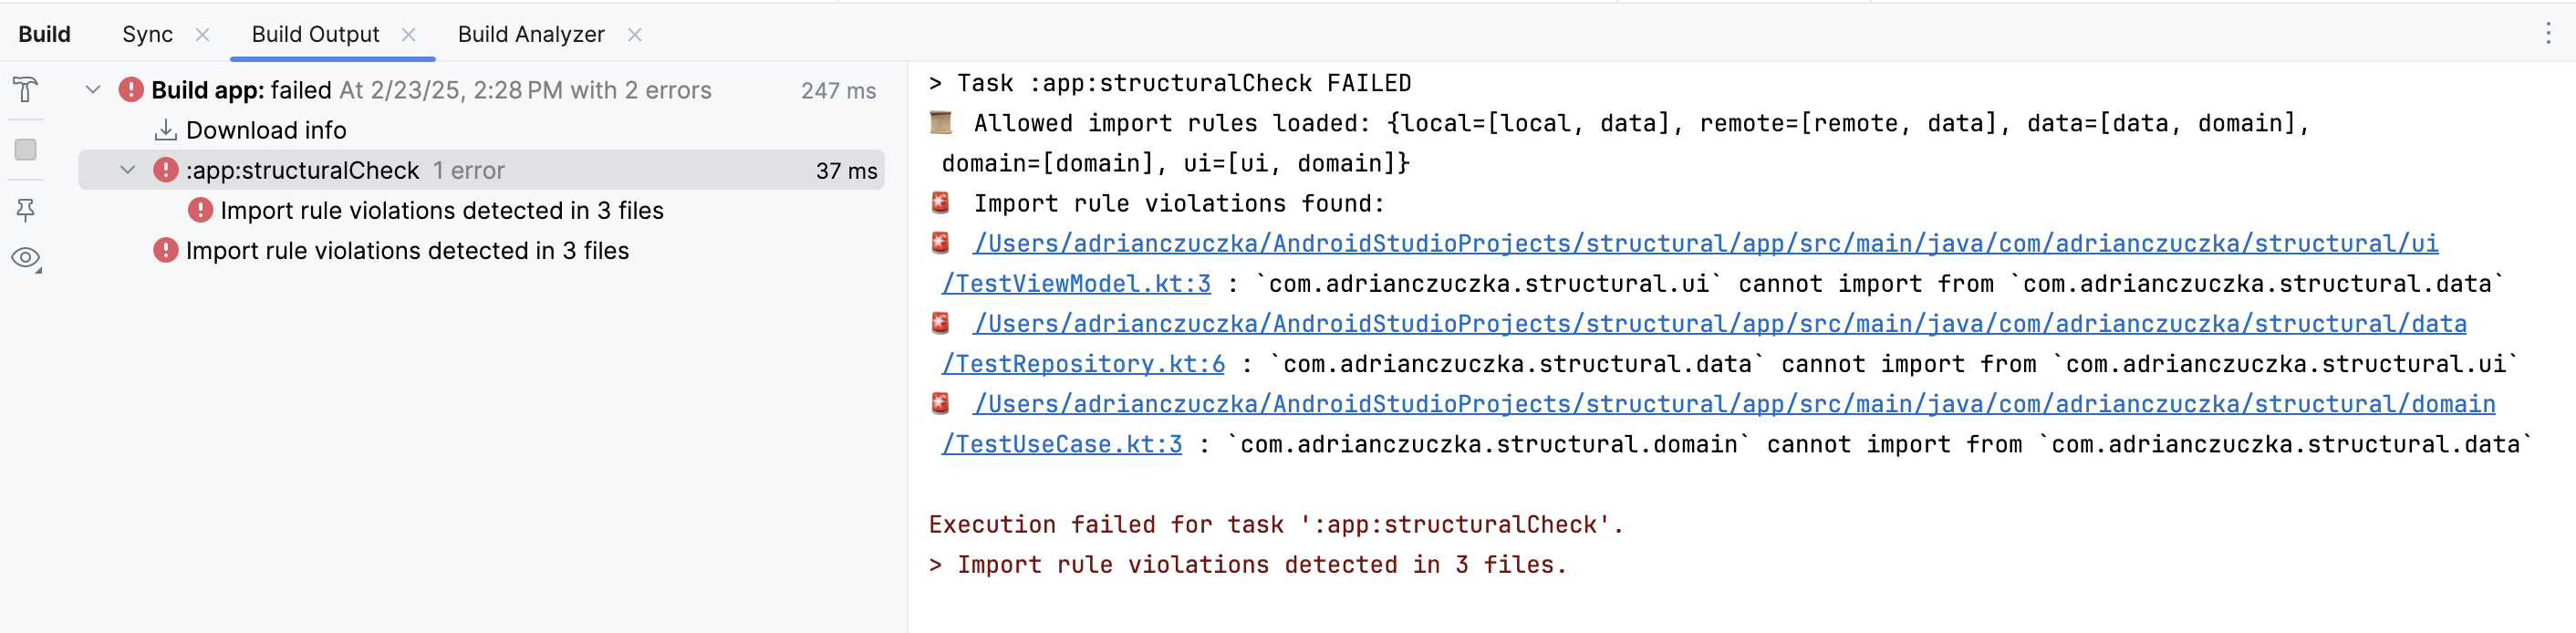 Build Sync Build Output Build Analyzer
Build app: failed At 2/23/25, 2:28 PM with 2 errors 247 ms
Download info
:app:structuralCheck 1 error 37 ms
Import rule violations detected in 3 files
Import rule violations detected in 3 files
> Task :app:structuralCheck FAILED
📜 Allowed import rules loaded: {local=[local, data], remote=[remote, data], data=[data, domain],
domain=[domain], ui=[ui, domain]}
🚨 Import rule violations found:
🚨 /Users/adrianczuczka/AndroidStudioProjects/structural/app/src/main/java/com/adrianczuczka/structural/ui
/TestViewModel.kt:3 : `com.adrianczuczka.structural.ui` cannot import from `com.adrianczuczka.structural.data`
🚨 /Users/adrianczuczka/AndroidStudioProjects/structural/app/src/main/java/com/adrianczuczka/structural/data
/TestRepository.kt:6 : `com.adrianczuczka.structural.data` cannot import from `com.adrianczuczka.structural.ui`
🚨 /Users/adrianczuczka/AndroidStudioProjects/structural/app/src/main/java/com/adrianczuczka/structural/domain
/TestUseCase.kt:3 : `com.adrianczuczka.structural.domain` cannot import from `com.adrianczuczka.structural.data`
Execution failed for task ':app:structuralCheck'.
> Import rule violations detected in 3 files.